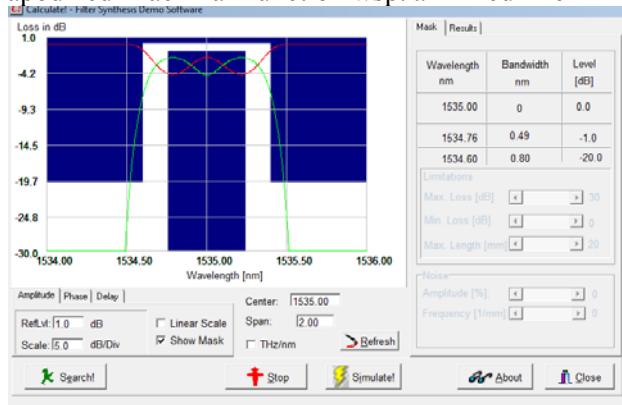 Calculate! - Filter Synthesis Demo Software
Loss in dB
1.0
-4.2
-9.3
-14.5
-19.7
-24.8
-30.0
1534.00 1534.50 1535.00 1535.50 1536.00
Wavelength [nm]
Amplitude Phase Delay
RefLvl: 1.0 dB
Scale: 5.0 dB/Div
Linear Scale
Show Mask
Center: 1535.00
Span: 2.00
THz/nm
Refresh
Mask Results
Wavelength Bandwidth Level
nm nm [dB]
1535.00 0 0.0
1534.76 0.49 -1.0
1534.60 0.80 -20.0
Limitations
Max. Loss [dB] 30
Min. Loss [dB] 0
Max. Length [mm] 20
Noise
Amplitude [%] 0
Frequency [1/mm] 0
Search! Stop Simulate! About Close